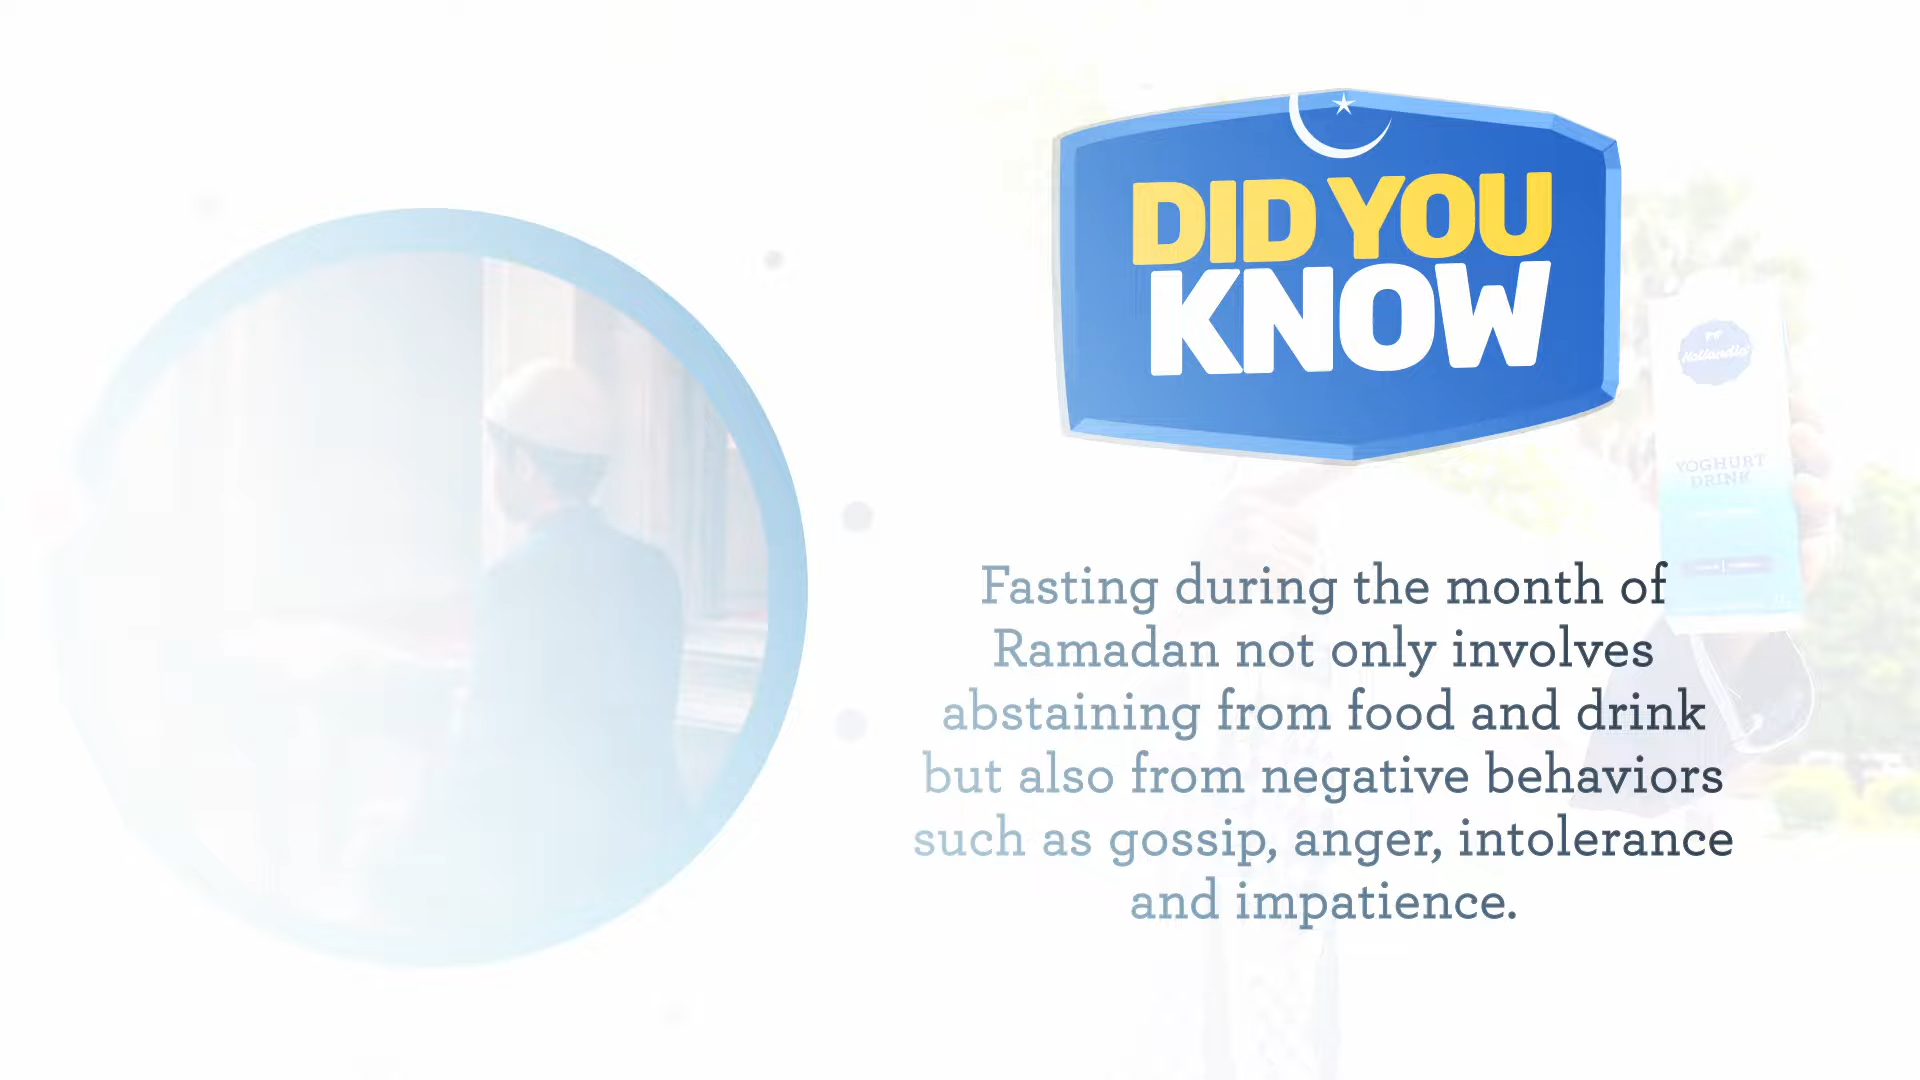 DID YOU
KNOW
Hollandia
YOGHURT
DRINK
Fasting during the month of
Ramadan not only involves
abstaining from food and drink
but also from negative behaviors
such as gossip, anger, intolerance
and impatience.